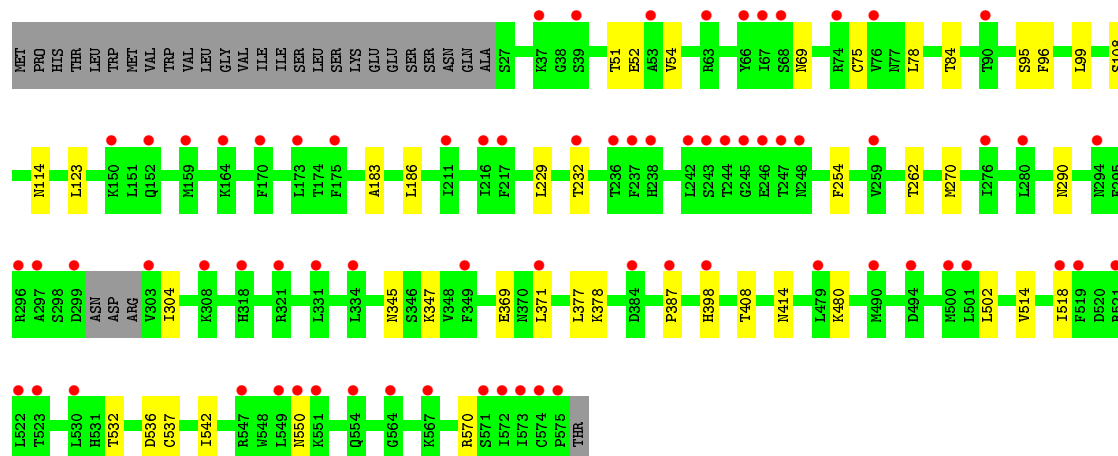 MET PRO HIS THR LEU TRP MET VAL TRP VAL LEU GLY VAL ILE ILE SER LEU SER LYS GLU GLU SER SER ASN GLN ALA S27 K37 G38 S39 T51 E52 A53 V54 R63 Y66 I67 S68 N69 R74 C75 V76 N77 L78 T84 T90 S95 F96 L99 S108
N114 L123 K150 L151 Q152 M159 K164 F170 L173 T174 F175 A183 L186 I211 I216 F217 L229 T232 T236 F237 H238 L242 S243 T244 G245 E246 T247 N248 F254 V259 T262 M270 I276 L280 N290 N294
R296 A297 S298 D299 ASN ASP ARG V303 I304 K308 H318 R321 L331 L334 N345 S346 K347 V348 F349 E369 N370 L371 L377 K378 D384 P387 H398 T408 N414 L479 K480 M490 D494 M500 L501 L502 V514 I518 F519 D520
L522 T523 L530 H531 T532 D536 C537 I542 R547 W548 L549 N550 K551 Q554 G564 K567 R570 S571 I572 I573 C574 P575 THR